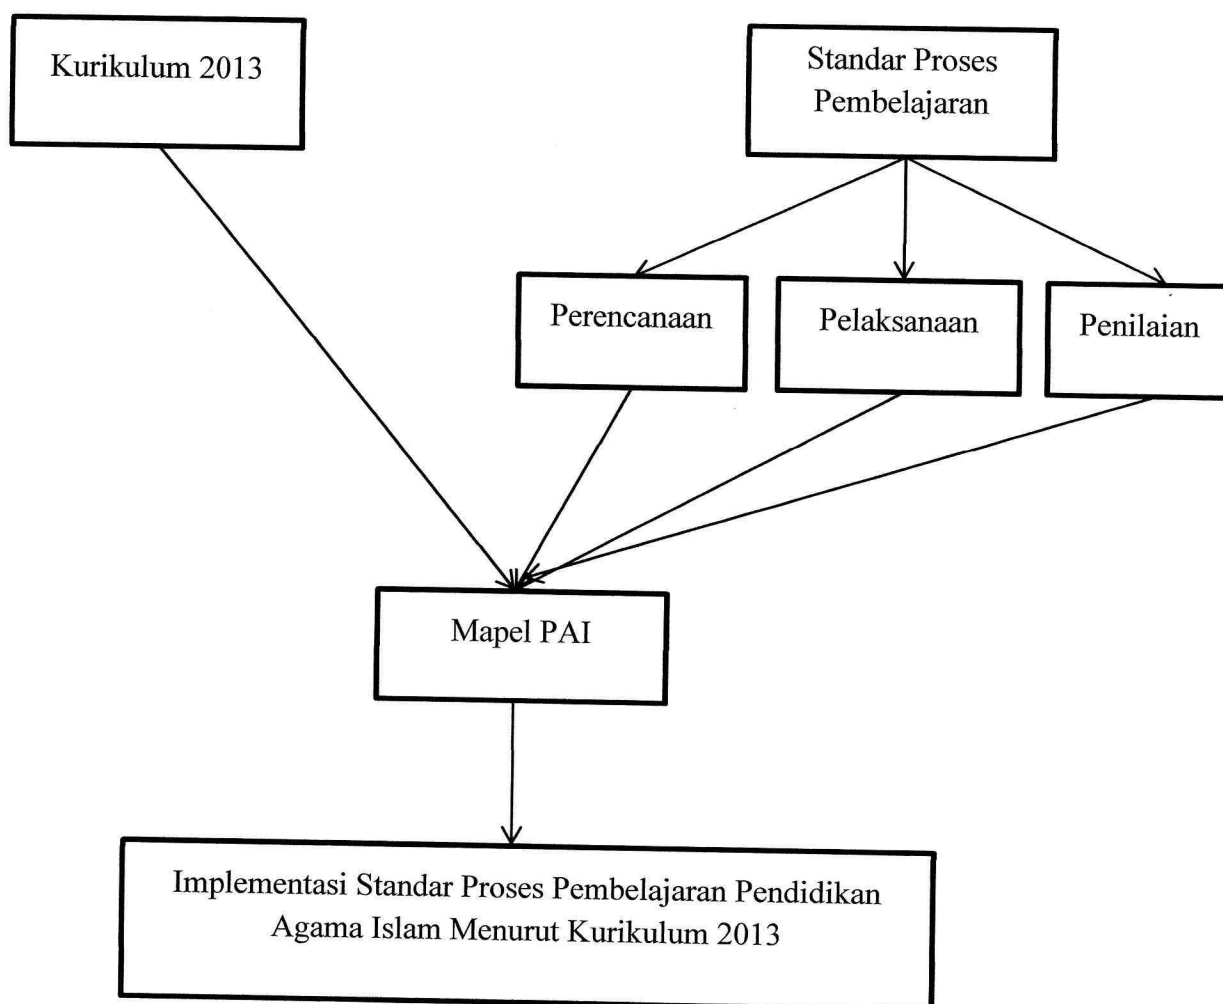 Kurikulum 2013
Standar Proses
Pembelajaran
Perencanaan
Pelaksanaan
Penilaian
Mapel PAI
Implementasi Standar Proses Pembelajaran Pendidikan
Agama Islam Menurut Kurikulum 2013